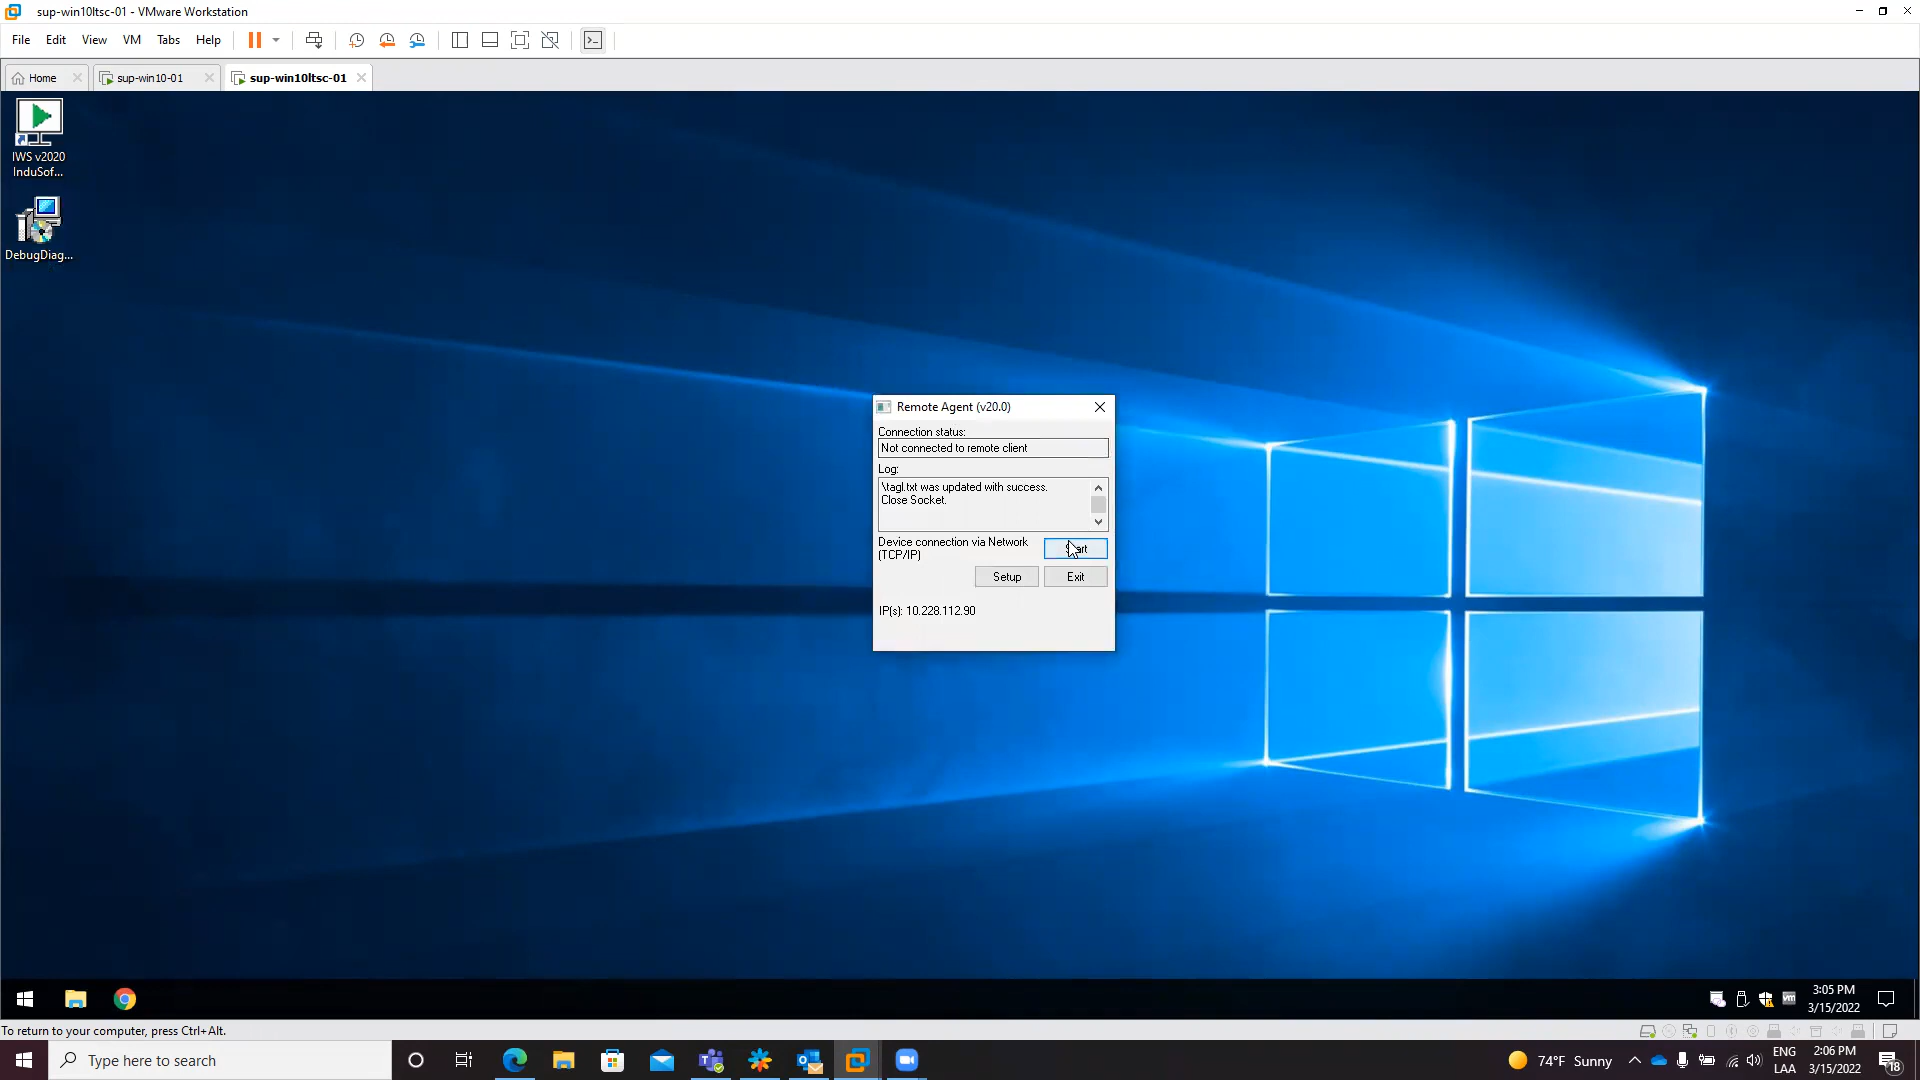 sup-win10ltsc-01 - VMware Workstation
File Edit View VM Tabs Help
Home sup-win10-01 sup-win10ltsc-01
IWS v2020
InduSof...
DebugDiag...
Remote Agent (v20.0)
Connection status:
Not connected to remote client
Log:
\tagl.txt was updated with success.
Close Socket.
Device connection via Network
(TCP/IP)
Setup Exit
IP(s): 10.228.112.90
3:05 PM
3/15/2022
To return to your computer, press Ctrl+Alt.
Type here to search
74°F Sunny
ENG
LAA
2:06 PM
3/15/2022
18